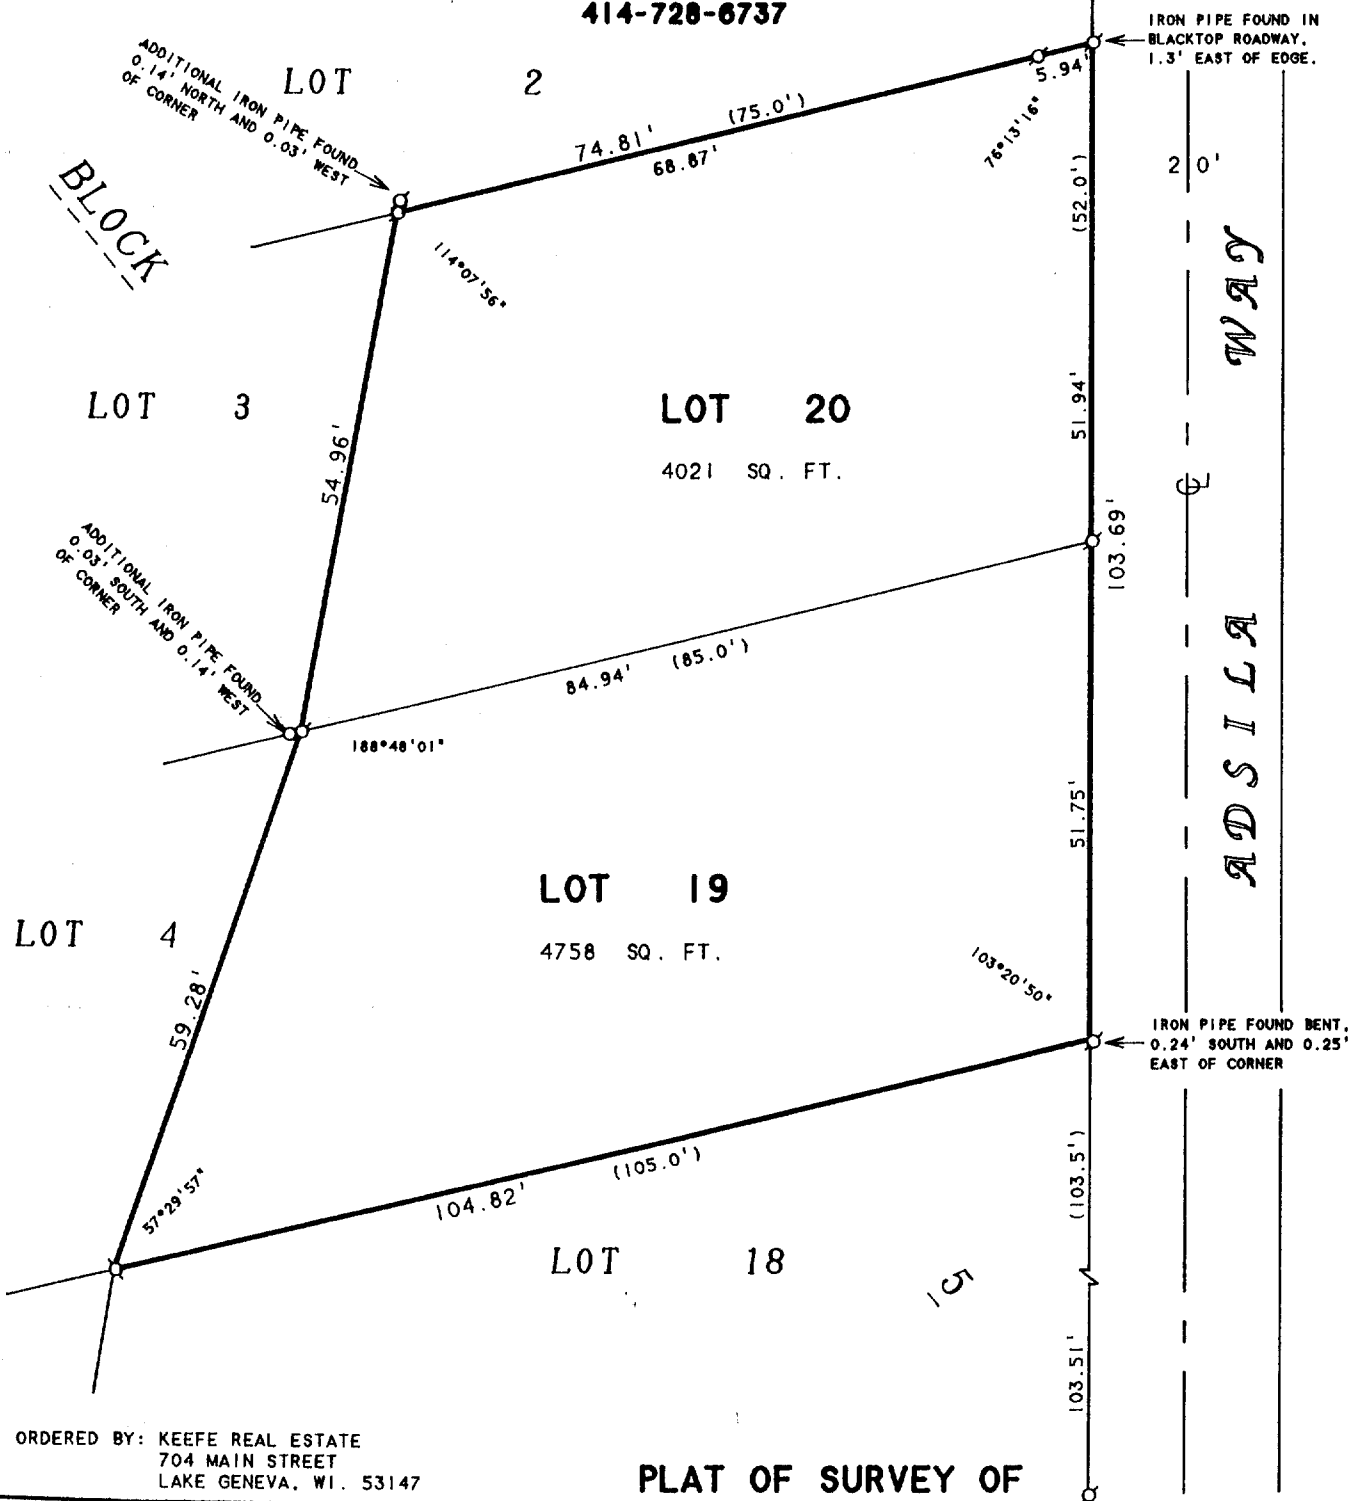 414-728-6737
IRON PIPE FOUND IN
BLACKTOP ROADWAY,
1.3' EAST OF EDGE.
ADDITIONAL IRON PIPE FOUND
0.14' NORTH AND 0.03' WEST
OF CORNER
LOT 2
5.94'
(75.0')
74.81'
68.87'
76°13'16"
(52.0')
20'
BLOCK
114°07'56"
WAY
LOT 3
LOT 20
51.94'
54.96'
4021 SQ. FT.
℄
103.69'
ADDITIONAL IRON PIPE FOUND
0.03' SOUTH AND 0.14' WEST
OF CORNER
84.94' (85.0')
ADSILA
188°48'01"
51.75'
LOT 19
LOT 4
4758 SQ. FT.
103°20'50"
59.28'
IRON PIPE FOUND BENT,
0.24' SOUTH AND 0.25'
EAST OF CORNER
(105.0')
104.82'
(103.5')
57°29'57"
LOT 18
5
103.51'
ORDERED BY: KEEFE REAL ESTATE
704 MAIN STREET
LAKE GENEVA, WI. 53147
PLAT OF SURVEY OF